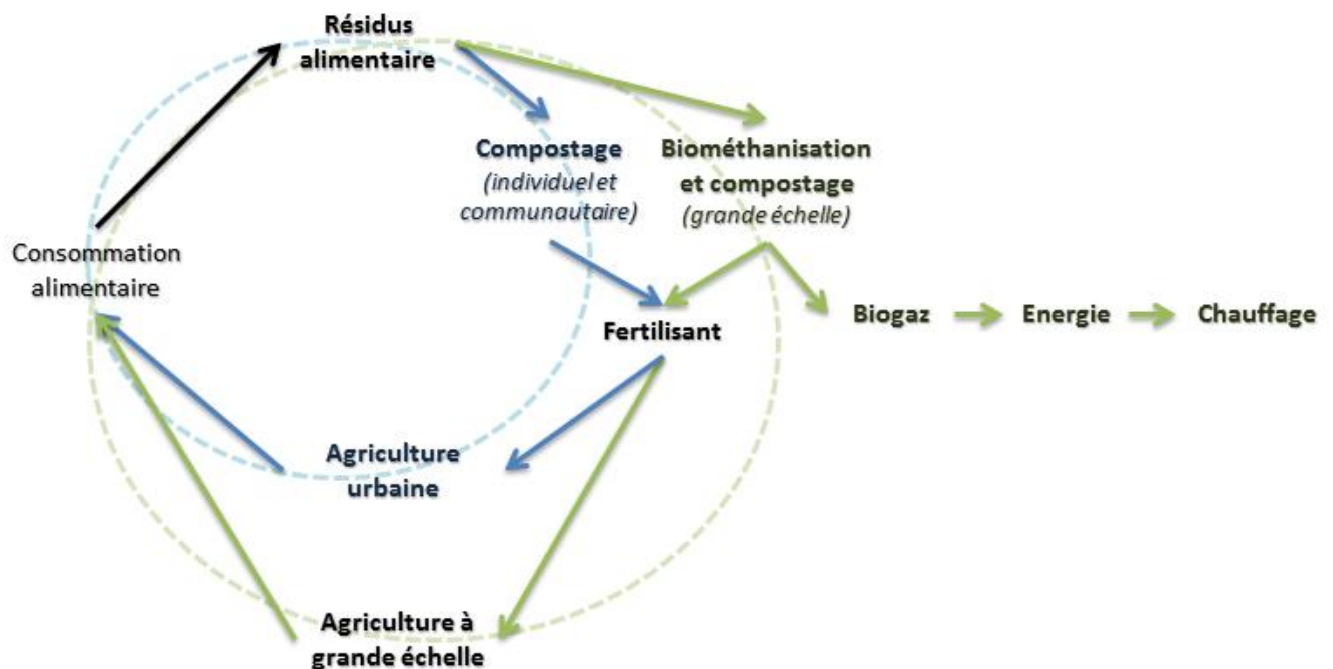 Résidus
alimentaire
Compostage
(individuel et
communautaire)
Biométhanisation
et compostage
(grande échelle)
Consommation
alimentaire
Fertilisant
Biogaz
Energie
Chauffage
Agriculture
urbaine
Agriculture à
grande échelle